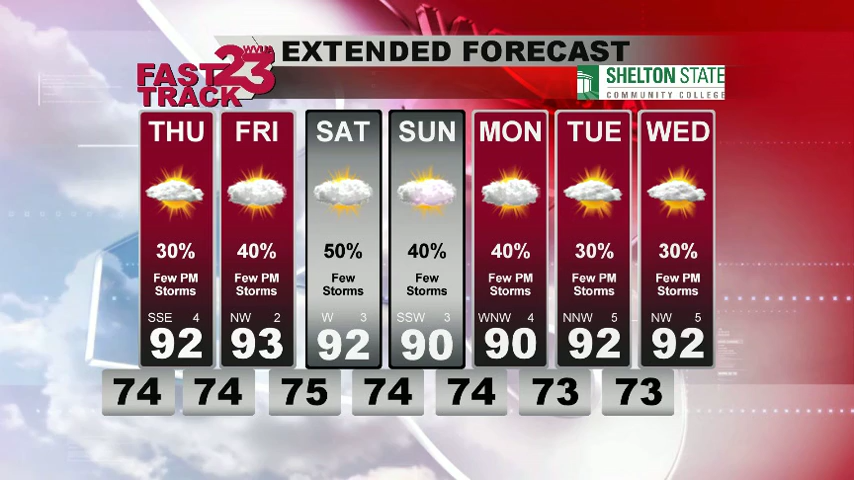 WVUA
23
FAST
TRACK
EXTENDED FORECAST
SHELTON STATE
COMMUNITY COLLEGE
THU FRI SAT SUN MON TUE WED
30% 40% 50% 40% 40% 30% 30%
Few PM Few PM Few Few Few PM Few PM Few PM
Storms Storms Storms Storms Storms Storms Storms
SSE 4 NW 2 W 3 SSW 3 WNW 4 NNW 5 NW 5
92 93 92 90 90 92 92
74 74 75 74 74 73 73